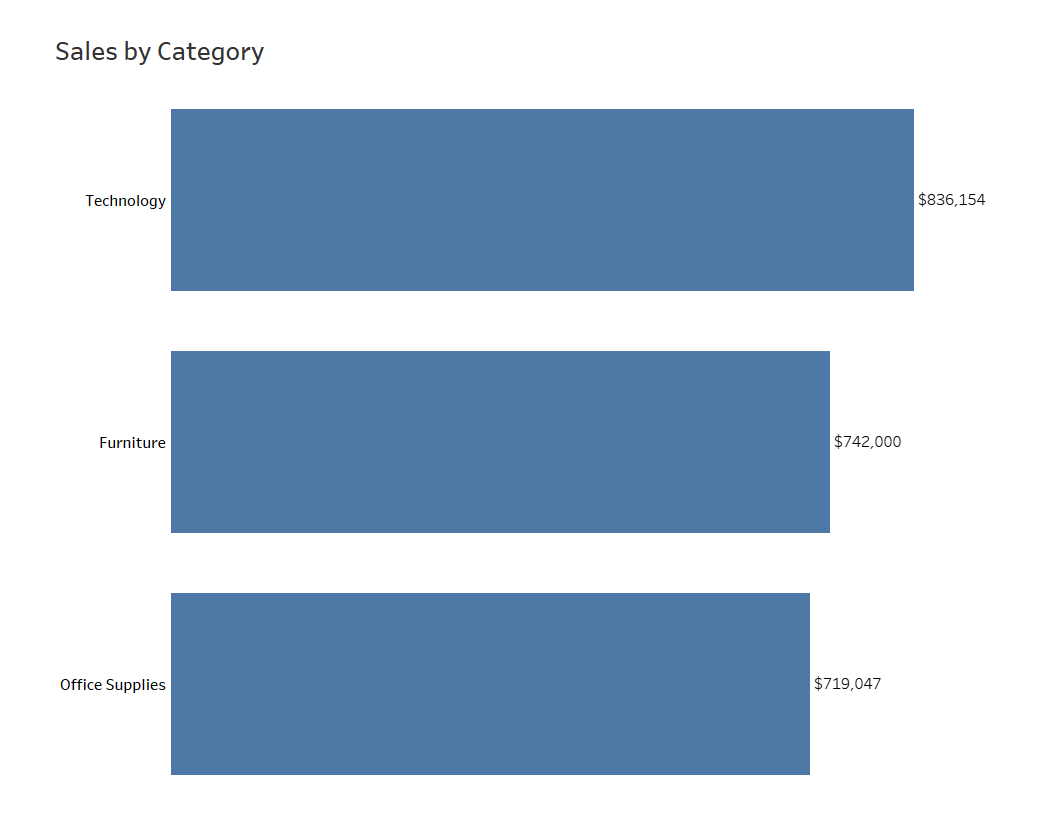 Sales by Category
Technology $836,154
Furniture $742,000
Office Supplies $719,047